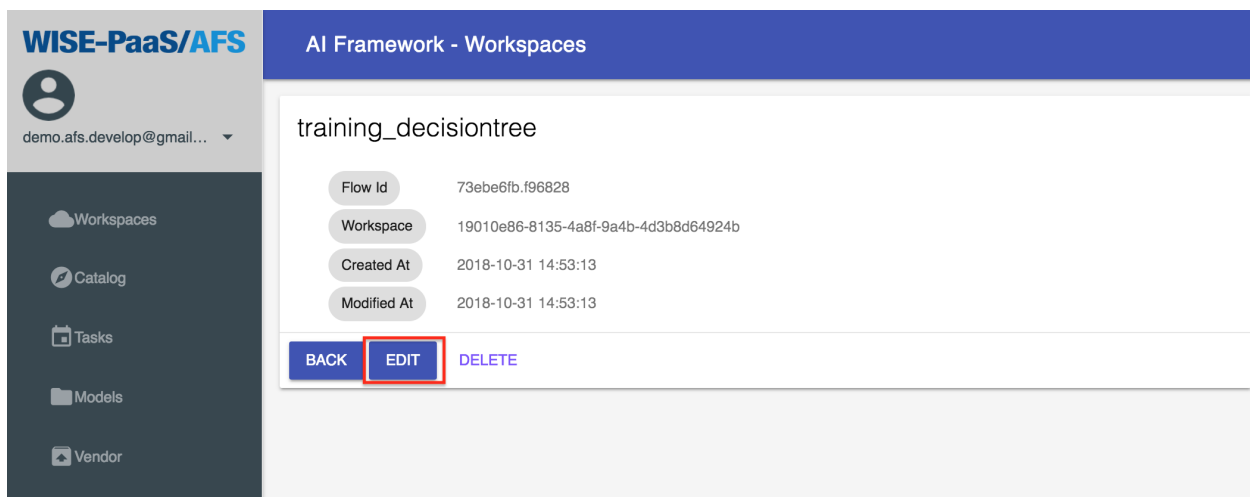 WISE-PaaS/AFS
demo.afs.develop@gmail...
Workspaces
Catalog
Tasks
Models
Vendor
AI Framework - Workspaces
training_decisiontree
Flow Id 73ebe6fb.f96828
Workspace 19010e86-8135-4a8f-9a4b-4d3b8d64924b
Created At 2018-10-31 14:53:13
Modified At 2018-10-31 14:53:13
BACK EDIT DELETE